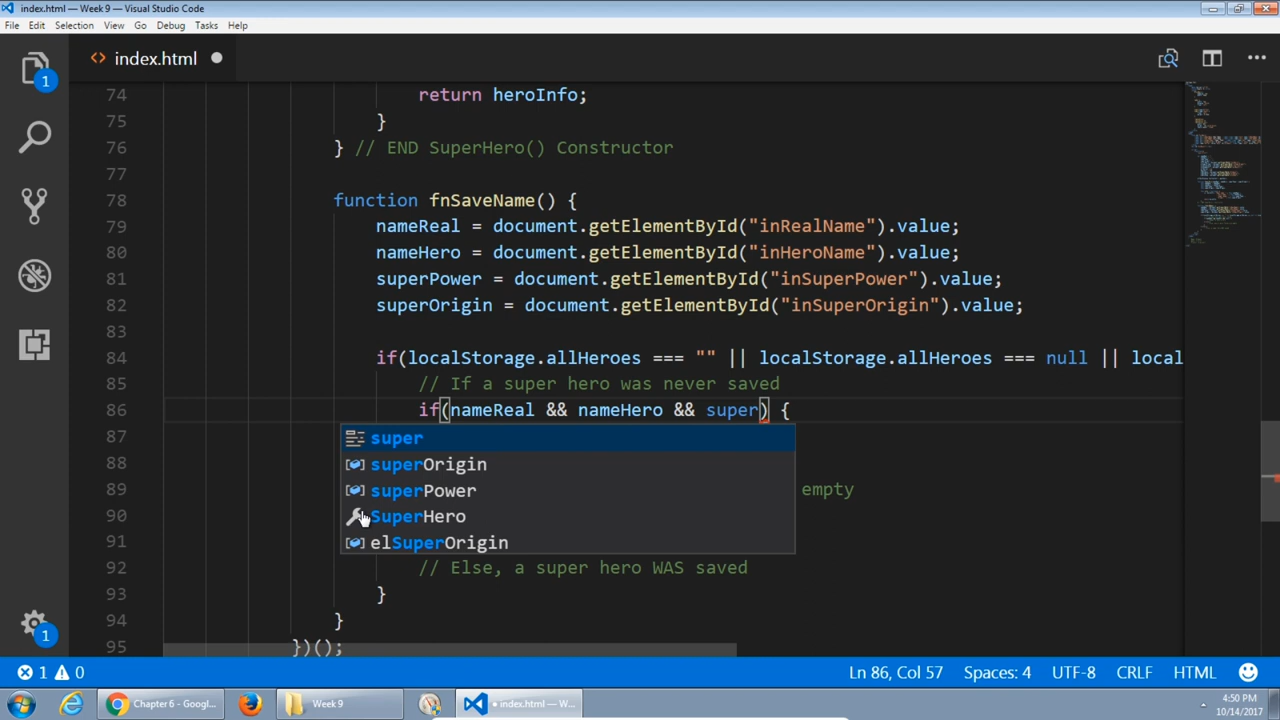 index.html — Week 9 — Visual Studio Code
File Edit Selection View Go Debug Tasks Help
1 <> index.html
74 return heroInfo;
75 }
76 } // END SuperHero() Constructor
77
78 function fnSaveName() {
79 nameReal = document.getElementById("inRealName").value;
80 nameHero = document.getElementById("inHeroName").value;
81 superPower = document.getElementById("inSuperPower").value;
82 superOrigin = document.getElementById("inSuperOrigin").value;
83
84 if(localStorage.allHeroes === "" || localStorage.allHeroes === null || local
85 // If a super hero was never saved
86 if(nameReal && nameHero && super) {
87 super
88 superOrigin
89 superPower empty
90 SuperHero
91 elSuperOrigin
92 // Else, a super hero WAS saved
93 }
94 }
95 })();
1
1 0 Ln 86, Col 57 Spaces: 4 UTF-8 CRLF HTML
Chapter 6 - Googl... Week 9 • index.html — W... 4:50 PM
10/14/2017